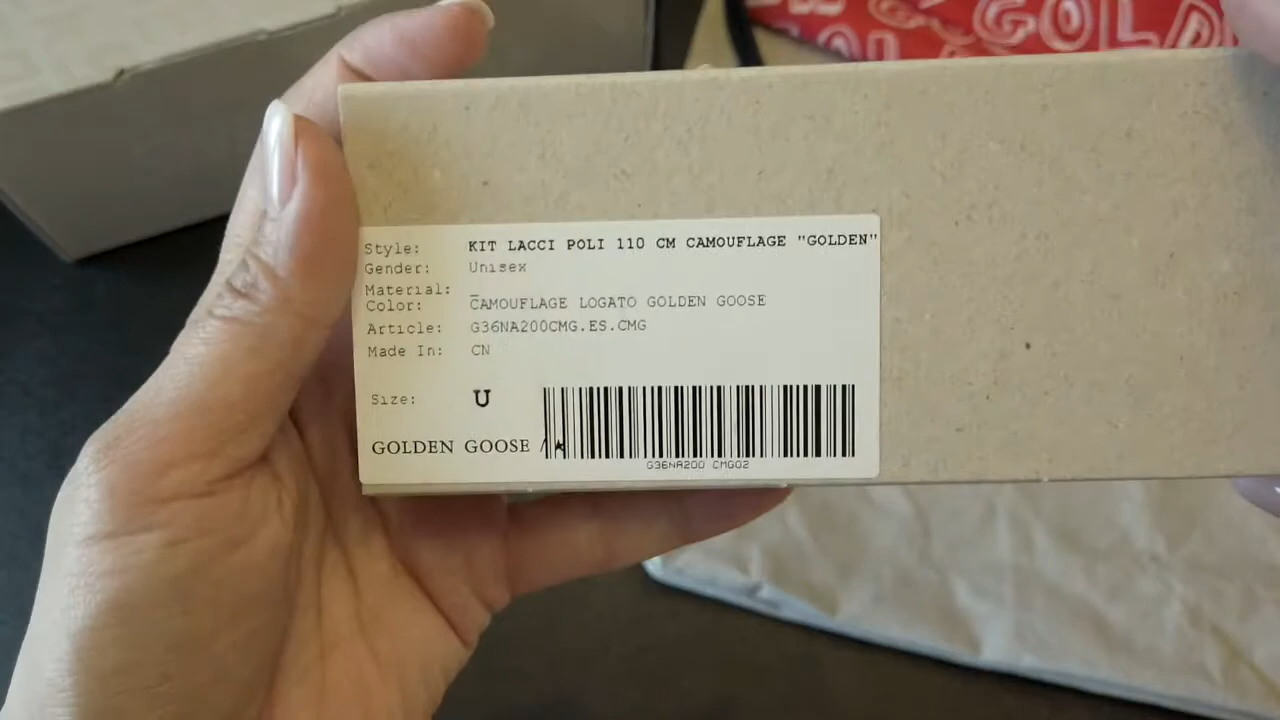 GOLD
Style: KIT LACCI POLI 110 CM CAMOUFLAGE "GOLDEN"
Gender: Unisex
Material: _
Color: CAMOUFLAGE LOGATO GOLDEN GOOSE
Article: G36NA200CMG.ES.CMG
Made In: CN
Size: U
GOLDEN GOOSE /
G36NA200 CMG02